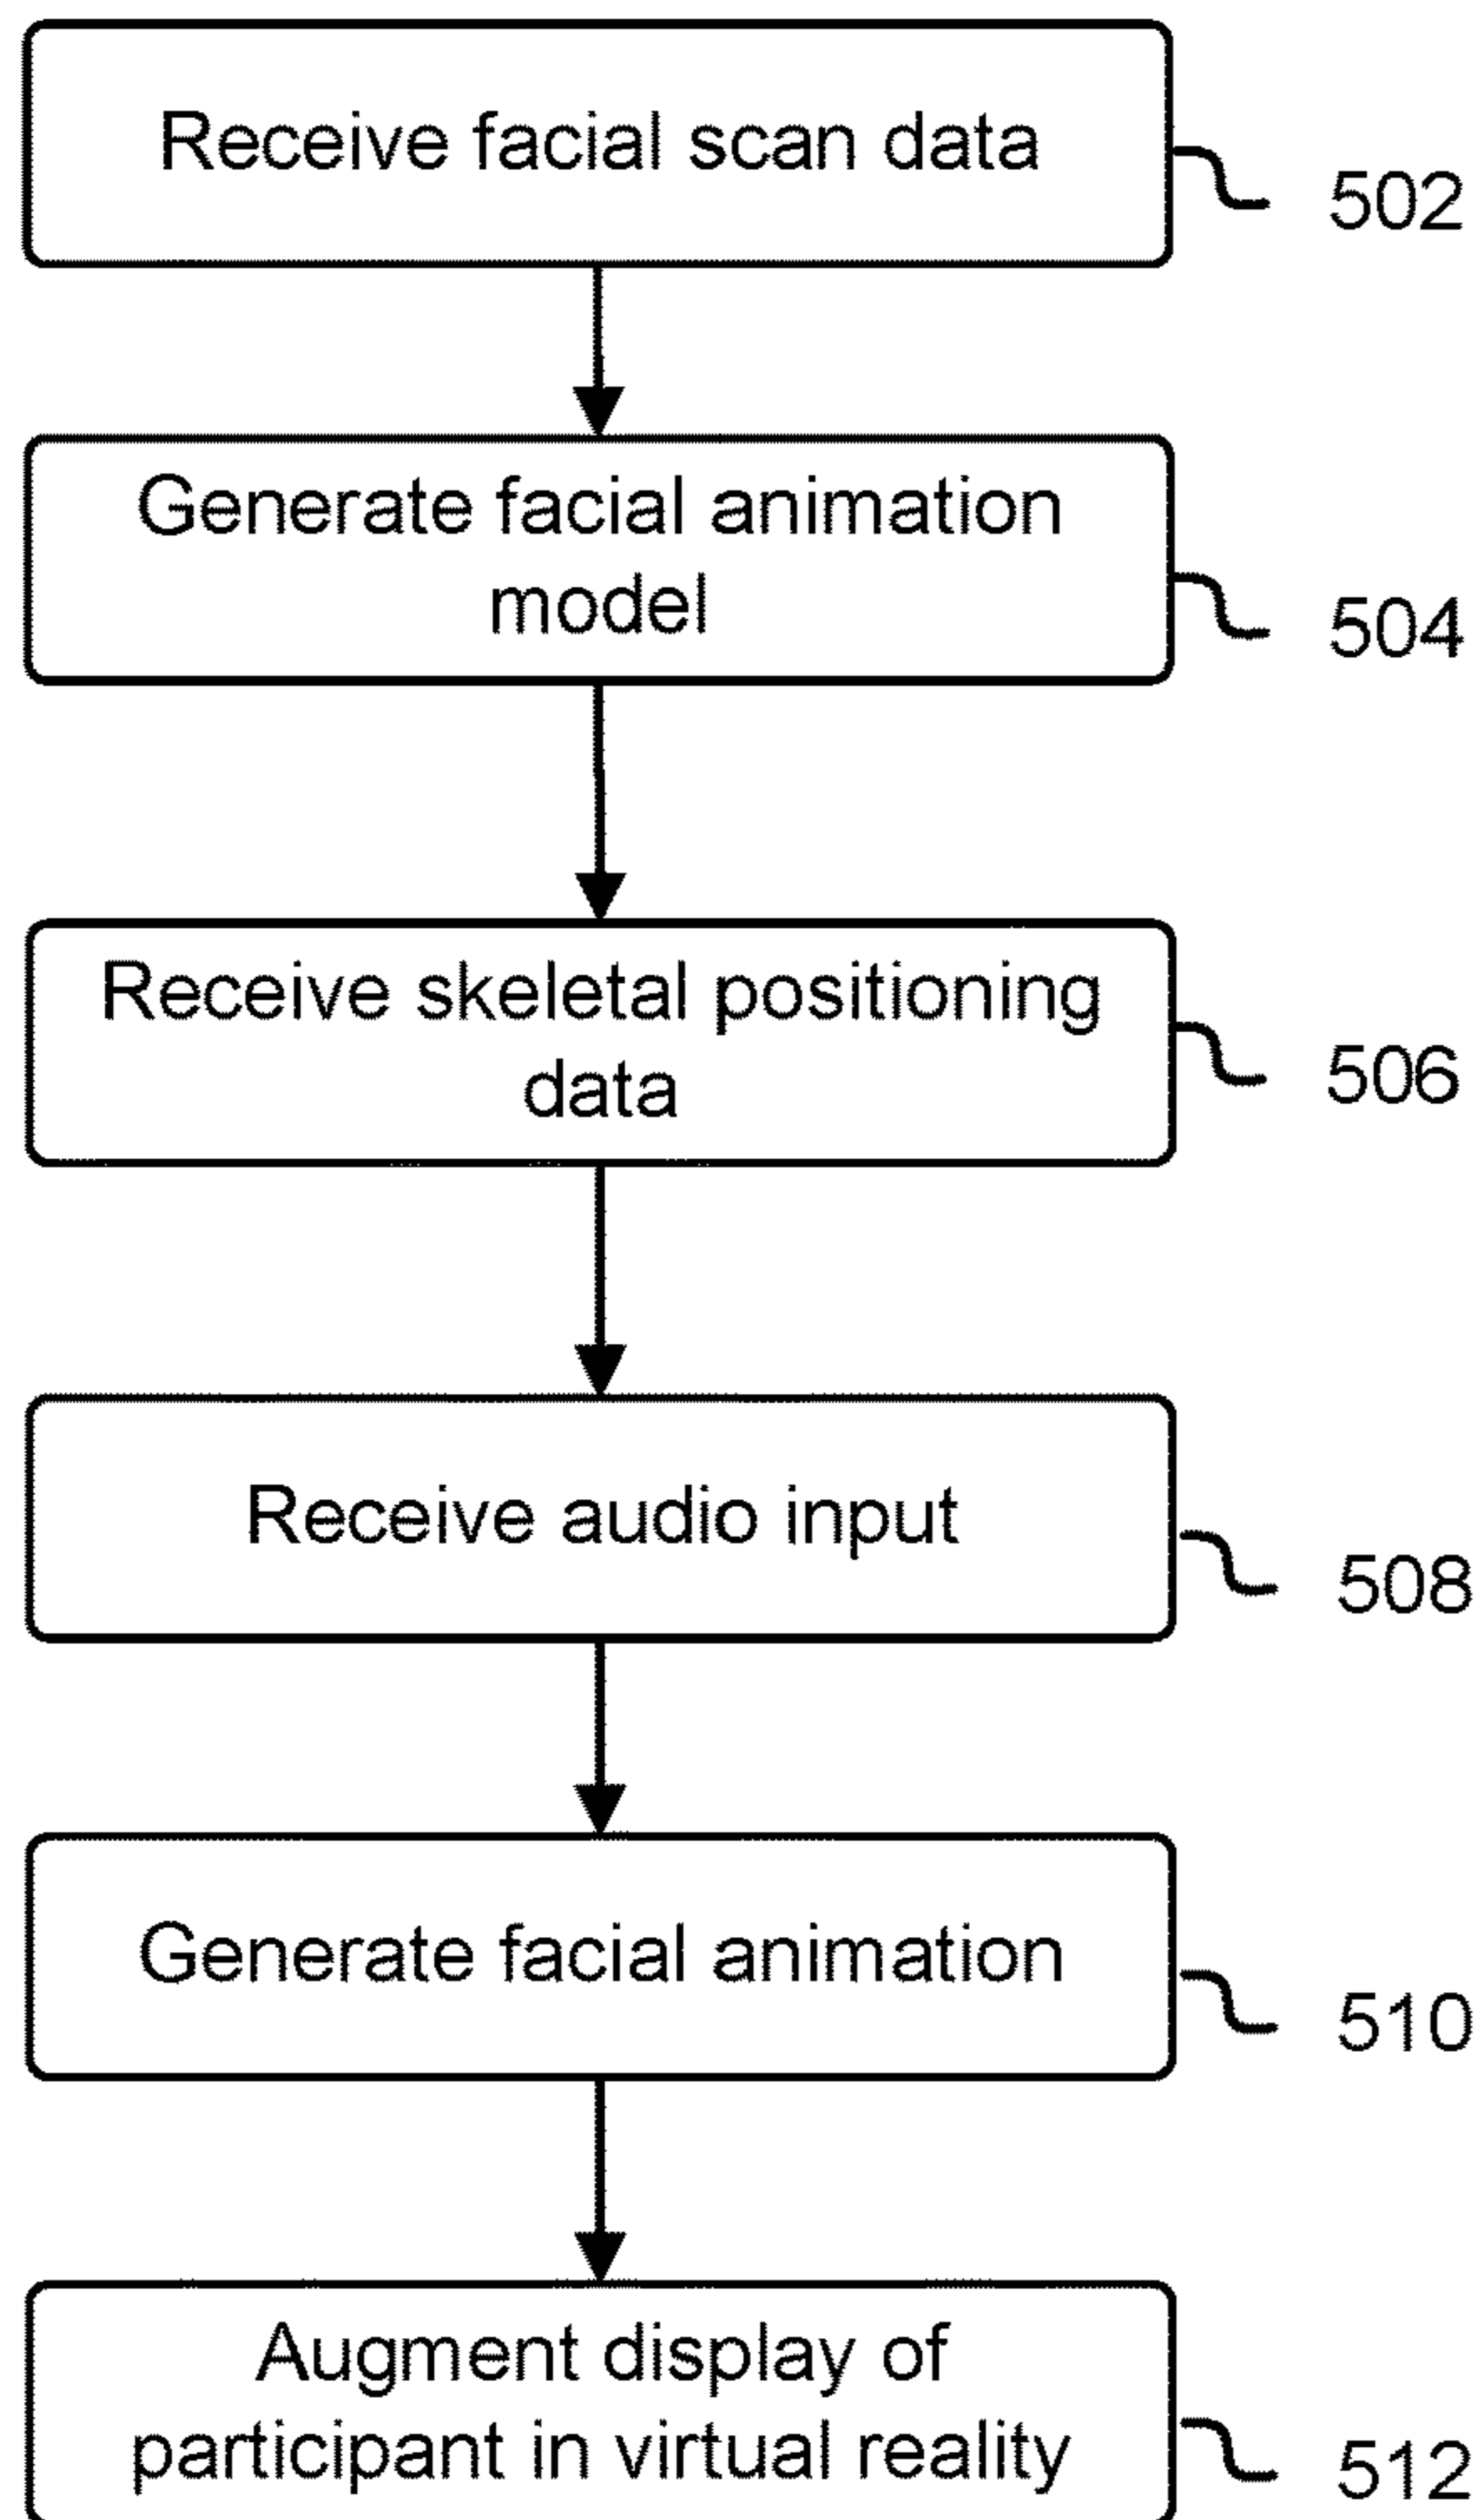 Receive facial scan data
502
Generate facial animation
model
504
Receive skeletal positioning
data
506
Receive audio input
508
Generate facial animation
510
Augment display of
participant in virtual reality
512